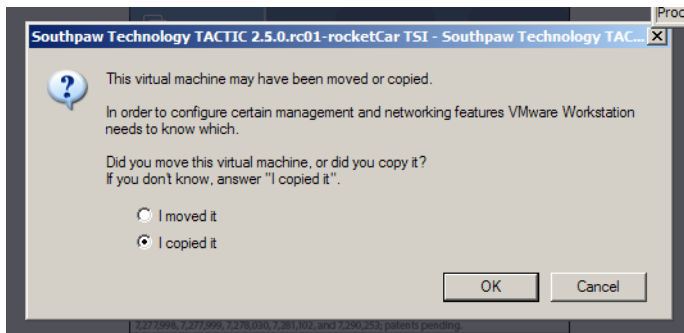 Proc
Southpaw Technology TACTIC 2.5.0.rc01-rocketCar TSI - Southpaw Technology TAC...
This virtual machine may have been moved or copied.
In order to configure certain management and networking features VMware Workstation
needs to know which.
Did you move this virtual machine, or did you copy it?
If you don't know, answer "I copied it".
I moved it
I copied it
OK
Cancel
7,277,998, 7,277,999, 7,278,030, 7,281,102, and 7,290,253; patents pending.